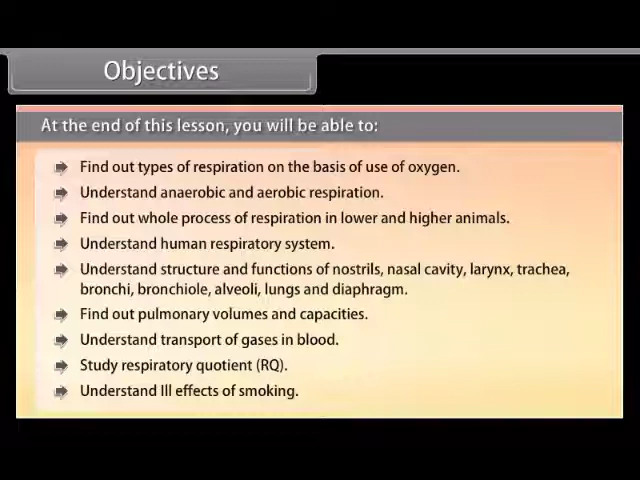 Objectives
At the end of this lesson, you will be able to:
Find out types of respiration on the basis of use of oxygen.
Understand anaerobic and aerobic respiration.
Find out whole process of respiration in lower and higher animals.
Understand human respiratory system.
Understand structure and functions of nostrils, nasal cavity, larynx, trachea,
bronchi, bronchiole, alveoli, lungs and diaphragm.
Find out pulmonary volumes and capacities.
Understand transport of gases in blood.
Study respiratory quotient (RQ).
Understand Ill effects of smoking.